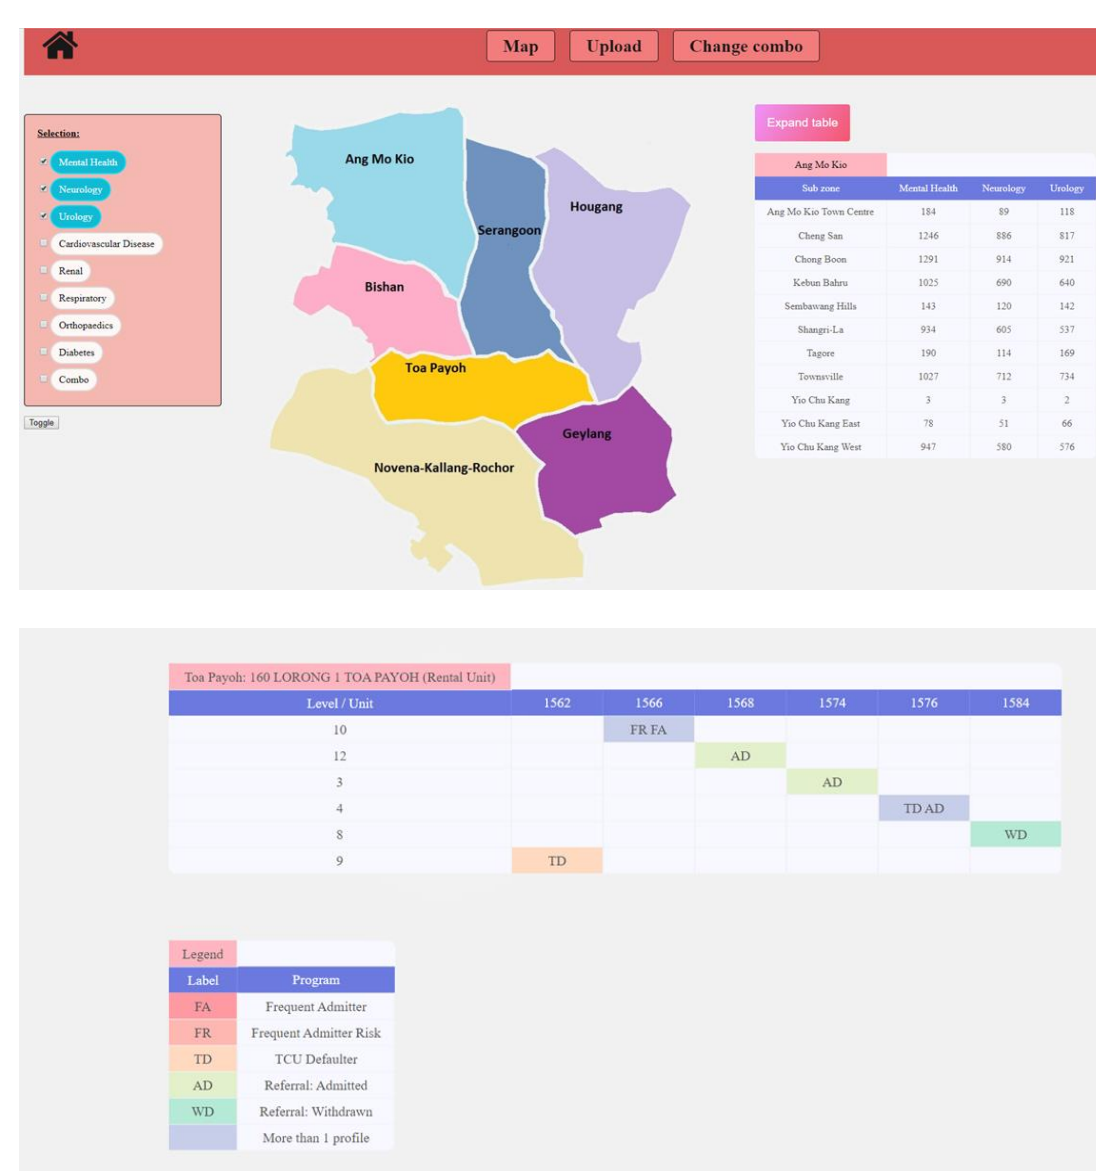 Map Upload Change combo
Selection:
Mental Health
Neurology
Urology
Cardiovascular Disease
Renal
Respiratory
Orthopaedics
Diabetes
Combo
Toggle
Ang Mo Kio
Hougang
Serangoon
Bishan
Toa Payoh
Geylang
Novena-Kallang-Rochor
Expand table
Ang Mo Kio
Sub zone Mental Health Neurology Urology
Ang Mo Kio Town Centre 184 89 118
Cheng San 1246 886 817
Chong Boon 1291 914 921
Kebun Bahru 1025 690 640
Sembawang Hills 143 120 142
Shangri-La 934 605 537
Tagore 190 114 169
Townsville 1027 712 734
Yio Chu Kang 3 3 2
Yio Chu Kang East 78 51 66
Yio Chu Kang West 947 580 576
Toa Payoh: 160 LORONG 1 TOA PAYOH (Rental Unit)
Level / Unit 1562 1566 1568 1574 1576 1584
10 FR FA
12 AD
3 AD
4 TD AD
8 WD
9 TD
Legend
Label Program
FA Frequent Admitter
FR Frequent Admitter Risk
TD TCU Defaulter
AD Referral: Admitted
WD Referral: Withdrawn
More than 1 profile